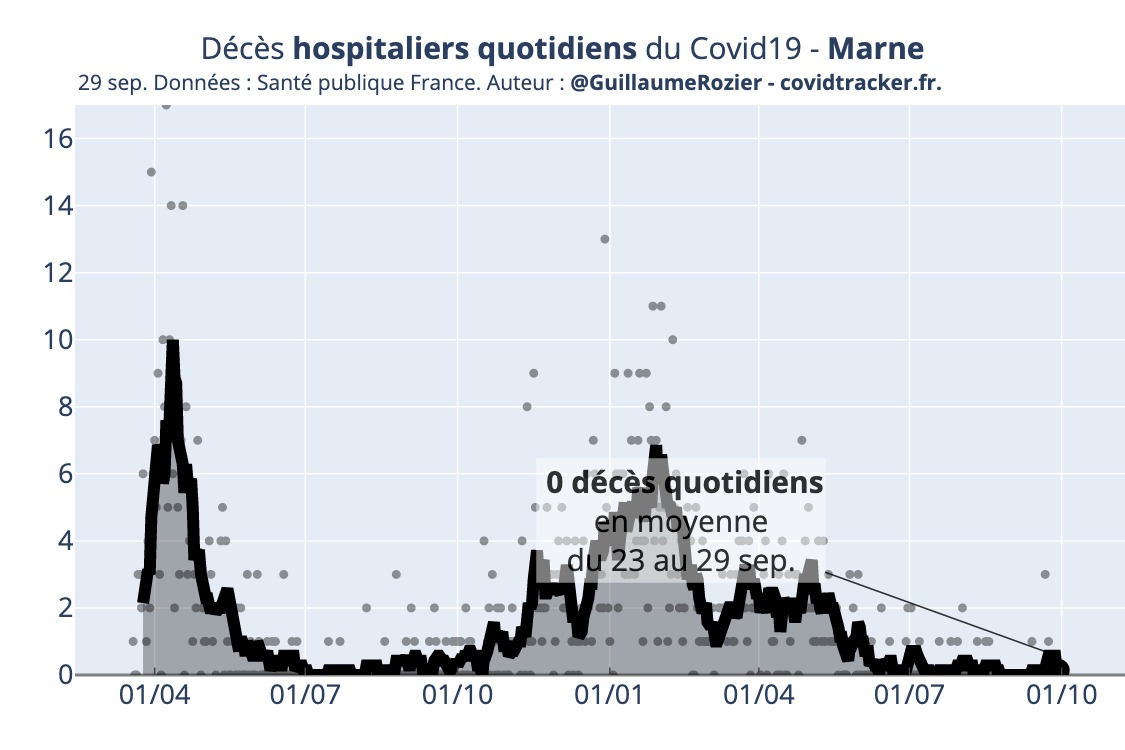 Décès hospitaliers quotidiens du Covid19 - Marne
29 sep. Données : Santé publique France. Auteur : @GuillaumeRozier - covidtracker.fr.
16
14
12
10
8
6
4
2
0
0 décès quotidiens
en moyenne
du 23 au 29 sep.
01/04 01/07 01/10 01/01 01/04 01/07 01/10